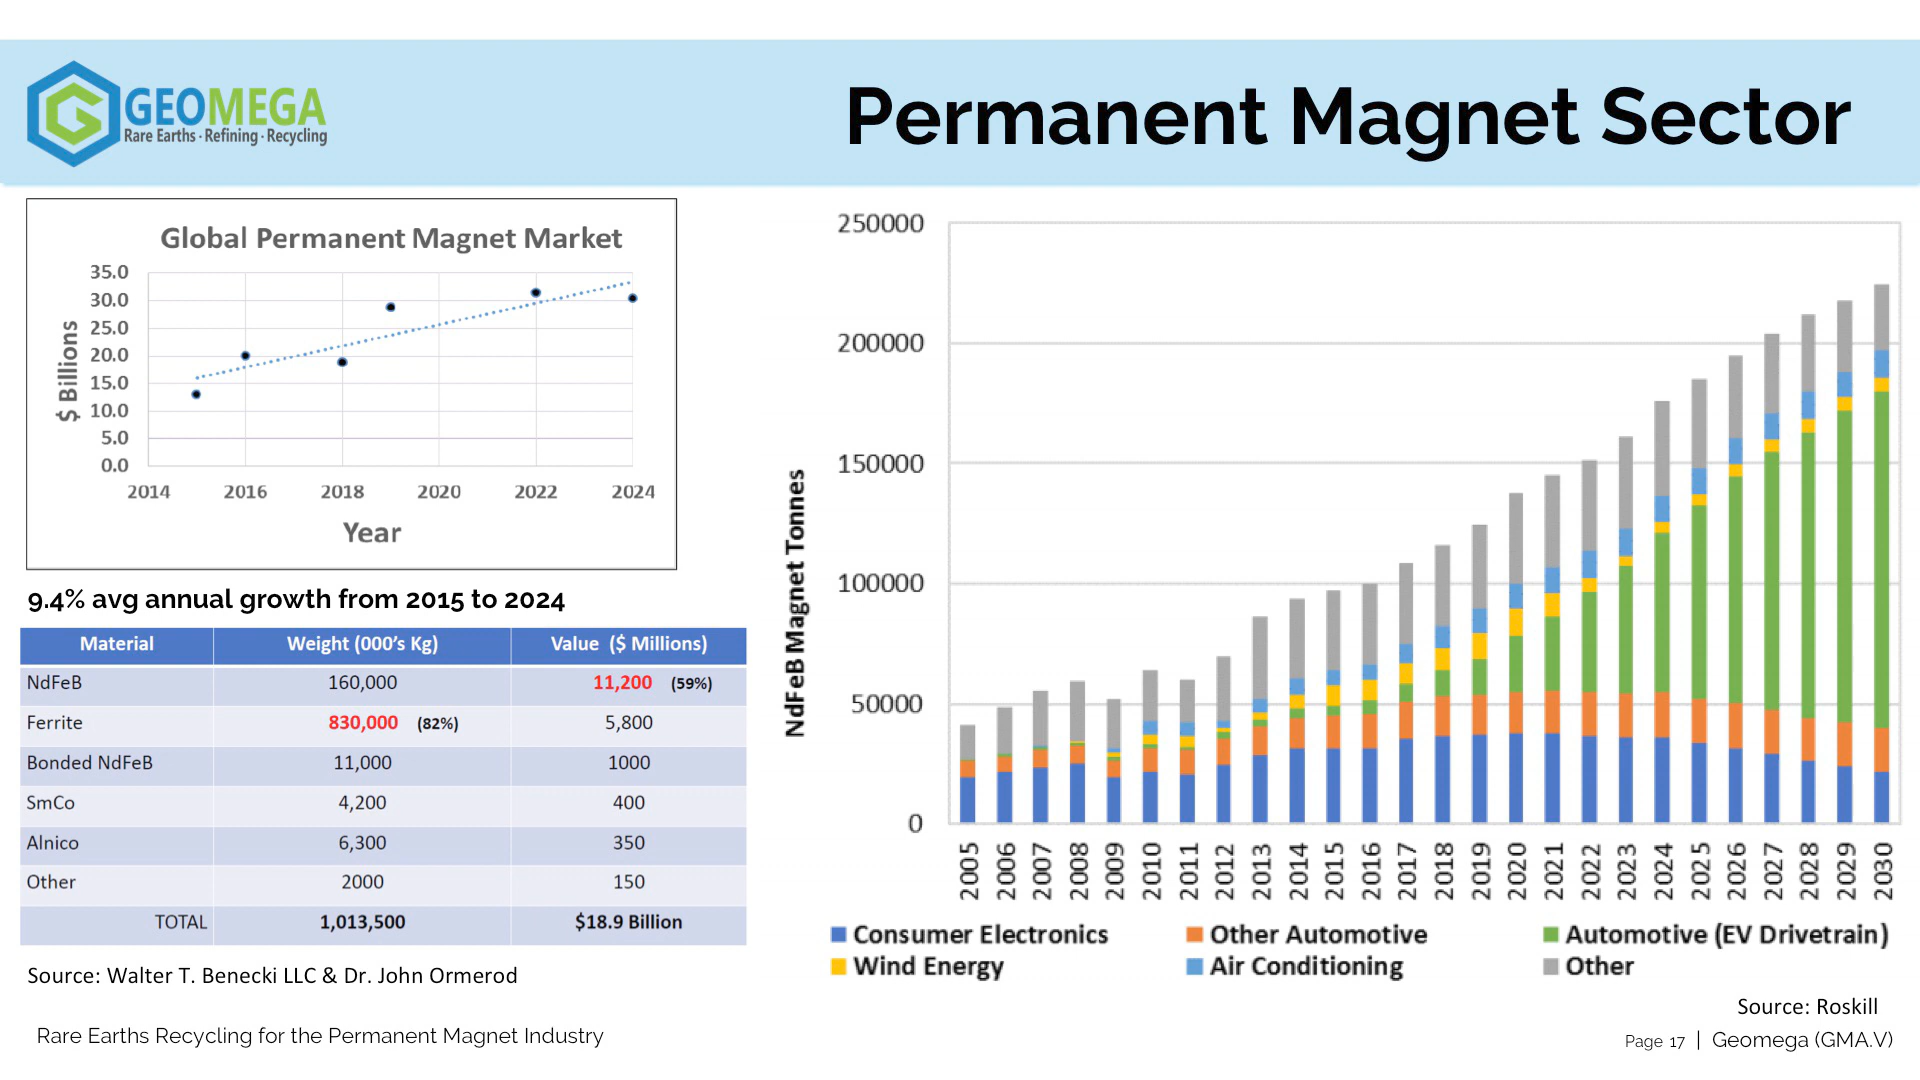 GEOMEGA
Rare Earths · Refining · Recycling
Permanent Magnet Sector
Global Permanent Magnet Market
$ Billions
35.0
30.0
25.0
20.0
15.0
10.0
5.0
0.0
2014 2016 2018 2020 2022 2024
Year
9.4% avg annual growth from 2015 to 2024
Material Weight (000's Kg) Value ($ Millions)
NdFeB 160,000 11,200 (59%)
Ferrite 830,000 (82%) 5,800
Bonded NdFeB 11,000 1000
SmCo 4,200 400
Alnico 6,300 350
Other 2000 150
TOTAL 1,013,500 $18.9 Billion
Source: Walter T. Benecki LLC & Dr. John Ormerod
NdFeB Magnet Tonnes
250000
200000
150000
100000
50000
0
2005 2006 2007 2008 2009 2010 2011 2012 2013 2014 2015 2016 2017 2018 2019 2020 2021 2022 2023 2024 2025 2026 2027 2028 2029 2030
Consumer Electronics Other Automotive Automotive (EV Drivetrain)
Wind Energy Air Conditioning Other
Source: Roskill
Rare Earths Recycling for the Permanent Magnet Industry
Page 17 | Geomega (GMA.V)